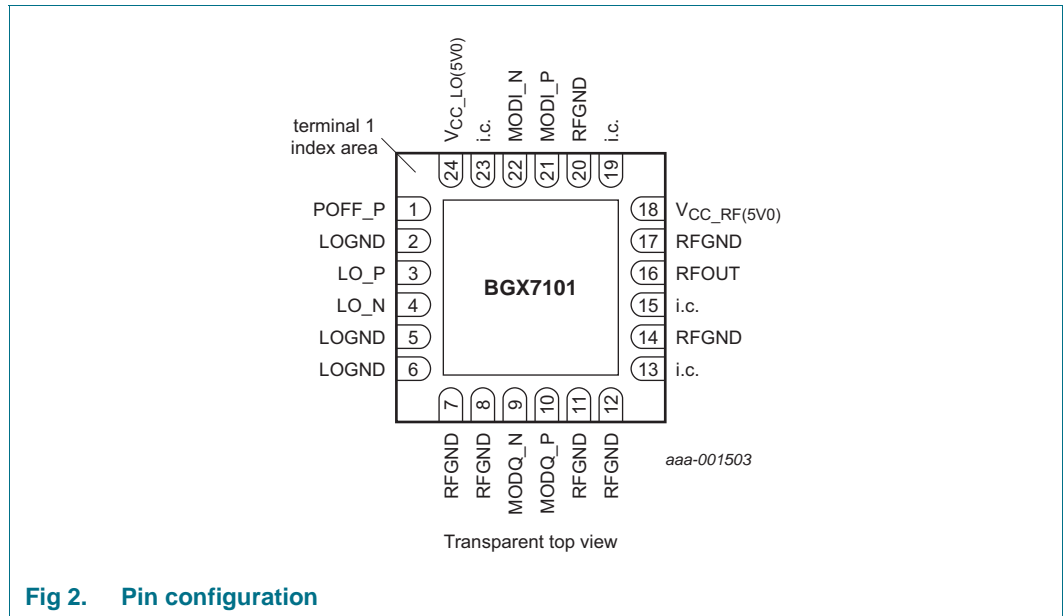 VCC_LO(5V0)
i.c.
MODI_N
MODI_P
RFGND
i.c.
terminal 1
index area
24 23 22 21 20 19
POFF_P 1
LOGND 2
LO_P 3
LO_N 4
LOGND 5
LOGND 6
BGX7101
18 VCC_RF(5V0)
17 RFGND
16 RFOUT
15 i.c.
14 RFGND
13 i.c.
7 8 9 10 11 12
RFGND
RFGND
MODQ_N
MODQ_P
RFGND
RFGND
aaa-001503
Transparent top view
Fig 2. Pin configuration